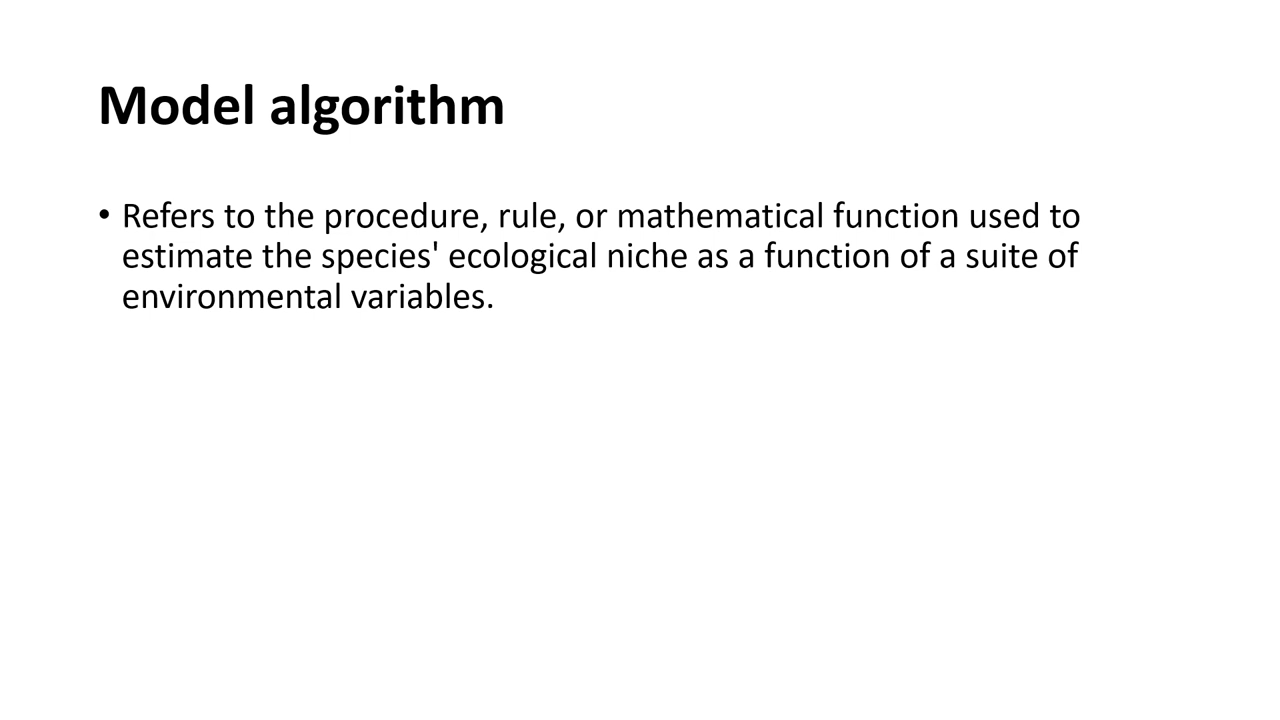 Model algorithm
• Refers to the procedure, rule, or mathematical function used to
estimate the species' ecological niche as a function of a suite of
environmental variables.